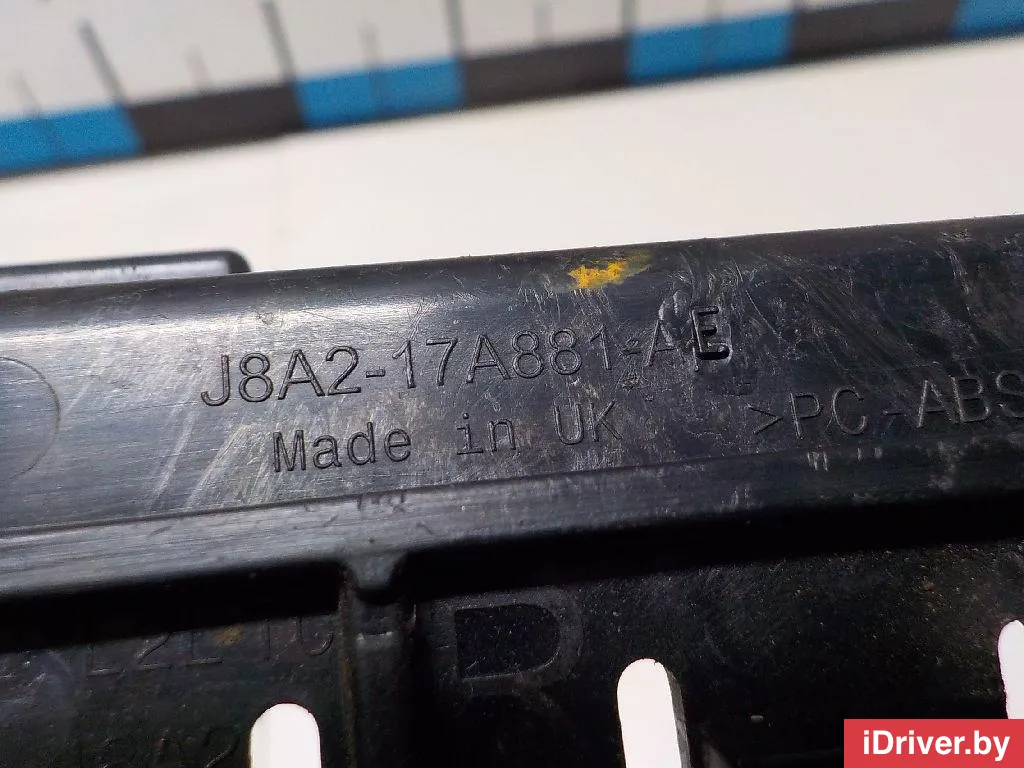 J8A2-17A881-AE
Made in UK >PC-ABS
R
iDriver.by